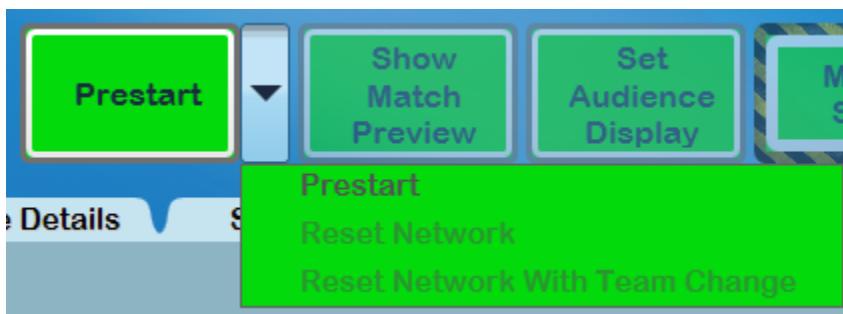 Prestart
Show
Match
Preview
Set
Audience
Display
Prestart
Reset Network
Reset Network With Team Change
Details